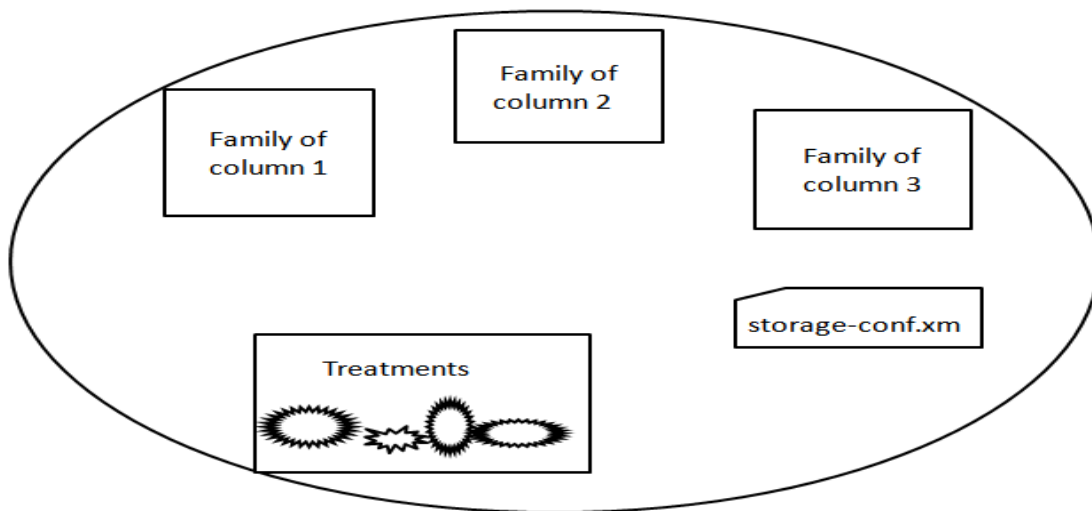 Family of
column 2
Family of
column 1
Family of
column 3
storage-conf.xm
Treatments